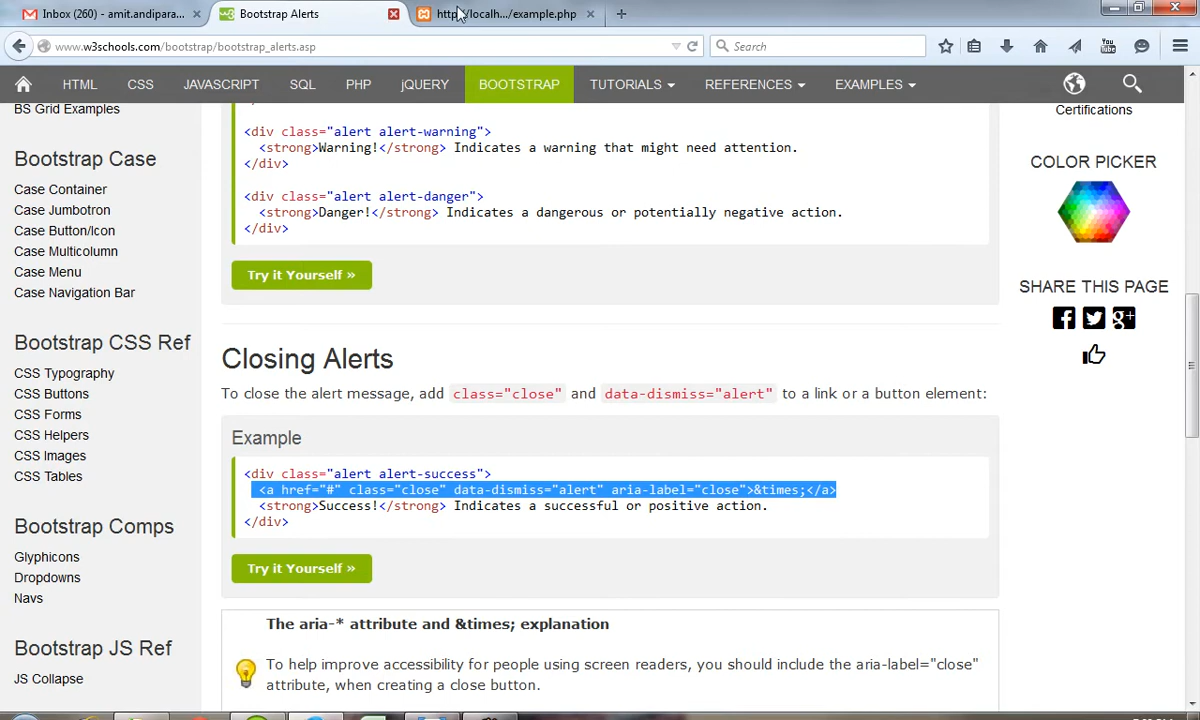 Inbox (260) - amit.andipara...
Bootstrap Alerts
http://localh.../example.php
www.w3schools.com/bootstrap/bootstrap_alerts.asp
Search
You
HTML CSS JAVASCRIPT SQL PHP jQUERY BOOTSTRAP TUTORIALS REFERENCES EXAMPLES
BS Grid Examples
Bootstrap Case
Case Container
Case Jumbotron
Case Button/Icon
Case Multicolumn
Case Menu
Case Navigation Bar
Bootstrap CSS Ref
CSS Typography
CSS Buttons
CSS Forms
CSS Helpers
CSS Images
CSS Tables
Bootstrap Comps
Glyphicons
Dropdowns
Navs
Bootstrap JS Ref
JS Collapse
<div class="alert alert-warning">
<strong>Warning!</strong> Indicates a warning that might need attention.
</div>
<div class="alert alert-danger">
<strong>Danger!</strong> Indicates a dangerous or potentially negative action.
</div>
Try it Yourself »
Closing Alerts
To close the alert message, add class="close" and data-dismiss="alert" to a link or a button element:
Example
<div class="alert alert-success">
<a href="#" class="close" data-dismiss="alert" aria-label="close">&times;</a>
<strong>Success!</strong> Indicates a successful or positive action.
</div>
Try it Yourself »
The aria-* attribute and &times; explanation
To help improve accessibility for people using screen readers, you should include the aria-label="close"
attribute, when creating a close button.
Certifications
COLOR PICKER
SHARE THIS PAGE